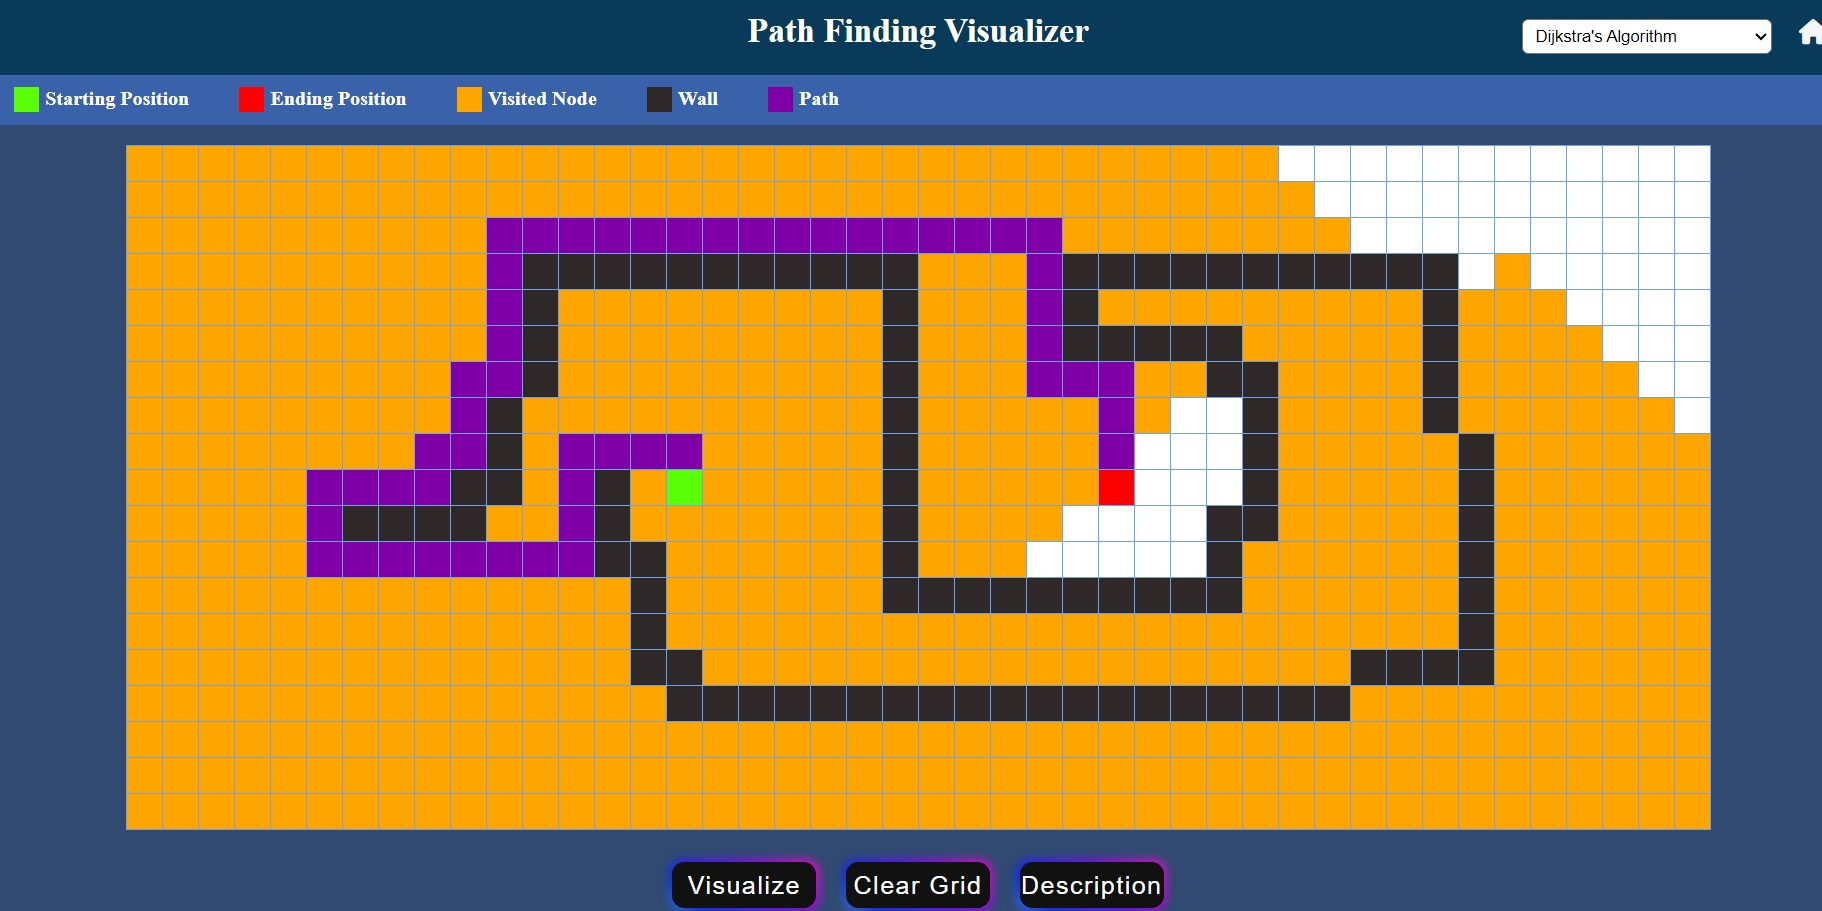 Path Finding Visualizer
Dijkstra's Algorithm
Starting Position
Ending Position
Visited Node
Wall
Path
Visualize
Clear Grid
Description